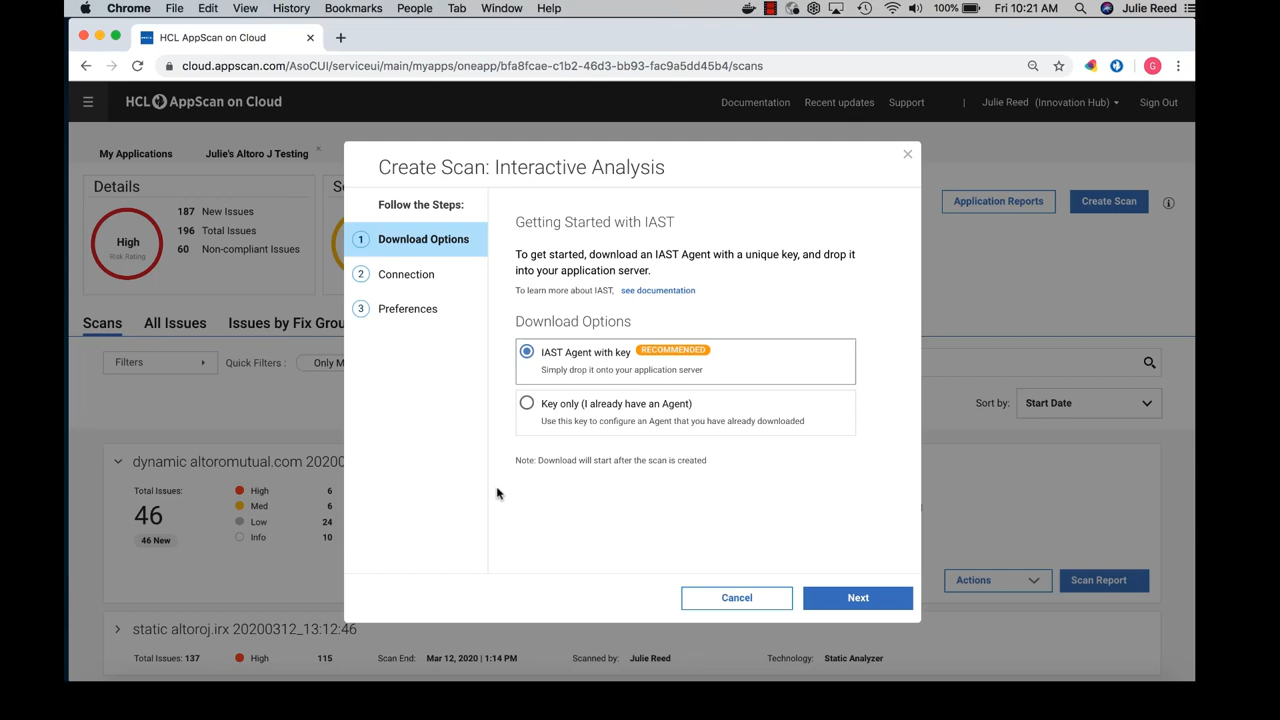 Chrome File Edit View History Bookmarks People Tab Window Help 100% Fri 10:21 AM Julie Reed
HCL AppScan on Cloud
cloud.appscan.com/AsoCUI/serviceui/main/myapps/oneapp/bfa8fcae-c1b2-46d3-bb93-fac9a5dd45b4/scans G
HCL AppScan on Cloud Documentation Recent updates Support | Julie Reed (Innovation Hub) Sign Out
My Applications Julie's Altoro J Testing
Details
High
Risk Rating
187 New Issues
196 Total Issues
60 Non-compliant Issues
Application Reports Create Scan
Scans All Issues Issues by Fix Grou
Filters Quick Filters : Only M
Sort by: Start Date
Create Scan: Interactive Analysis
Follow the Steps:
1 Download Options
2 Connection
3 Preferences
Getting Started with IAST
To get started, download an IAST Agent with a unique key, and drop it
into your application server.
To learn more about IAST, see documentation
Download Options
IAST Agent with key RECOMMENDED
Simply drop it onto your application server
Key only (I already have an Agent)
Use this key to configure an Agent that you have already downloaded
Note: Download will start after the scan is created
Cancel Next
dynamic altoromutual.com 20200
Total Issues:
46
46 New
High 6
Med 6
Low 24
Info 10
Actions Scan Report
static altoroj.irx 20200312_13:12:46
Total Issues: 137 High 115 Scan End: Mar 12, 2020 | 1:14 PM Scanned by: Julie Reed Technology: Static Analyzer